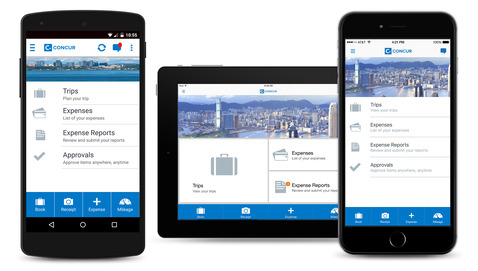 10:55
CONCUR
Trips
Plan your trip
Expenses
List of your expenses
Expense Reports
Review and submit your reports
Approvals
Approve items anywhere, anytime
Book
Receipt
Expense
Mileage
CONCUR
Trips
View your trips
Expenses
List of your expenses
Expense Reports
Review and submit your reports
Book
Receipt
Expense
Mileage
AT&T
4:21 PM
CONCUR
Trips
View your trips
Expenses
List of your expenses
Expense Reports
Review and submit your reports
Approvals
Approve items anywhere, anytime
Book
Receipt
Expense
Mileage